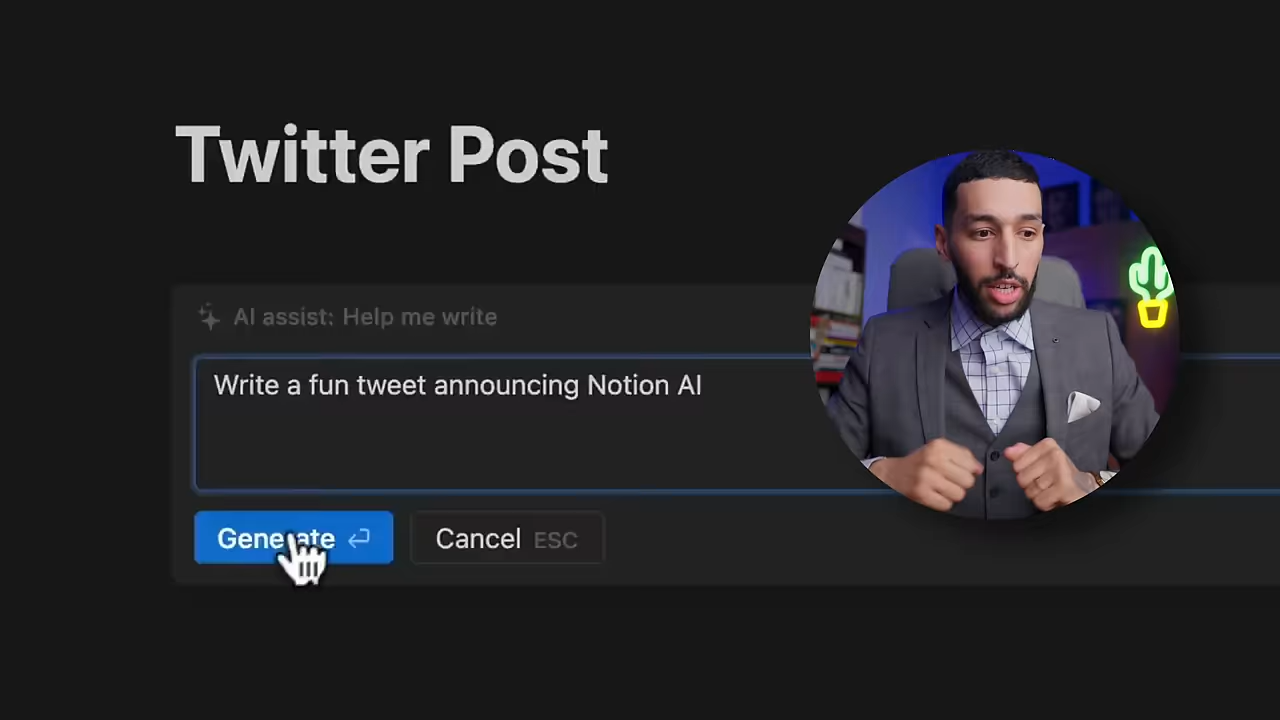 Twitter Post
AI assist: Help me write
Write a fun tweet announcing Notion AI
Generate
Cancel ESC